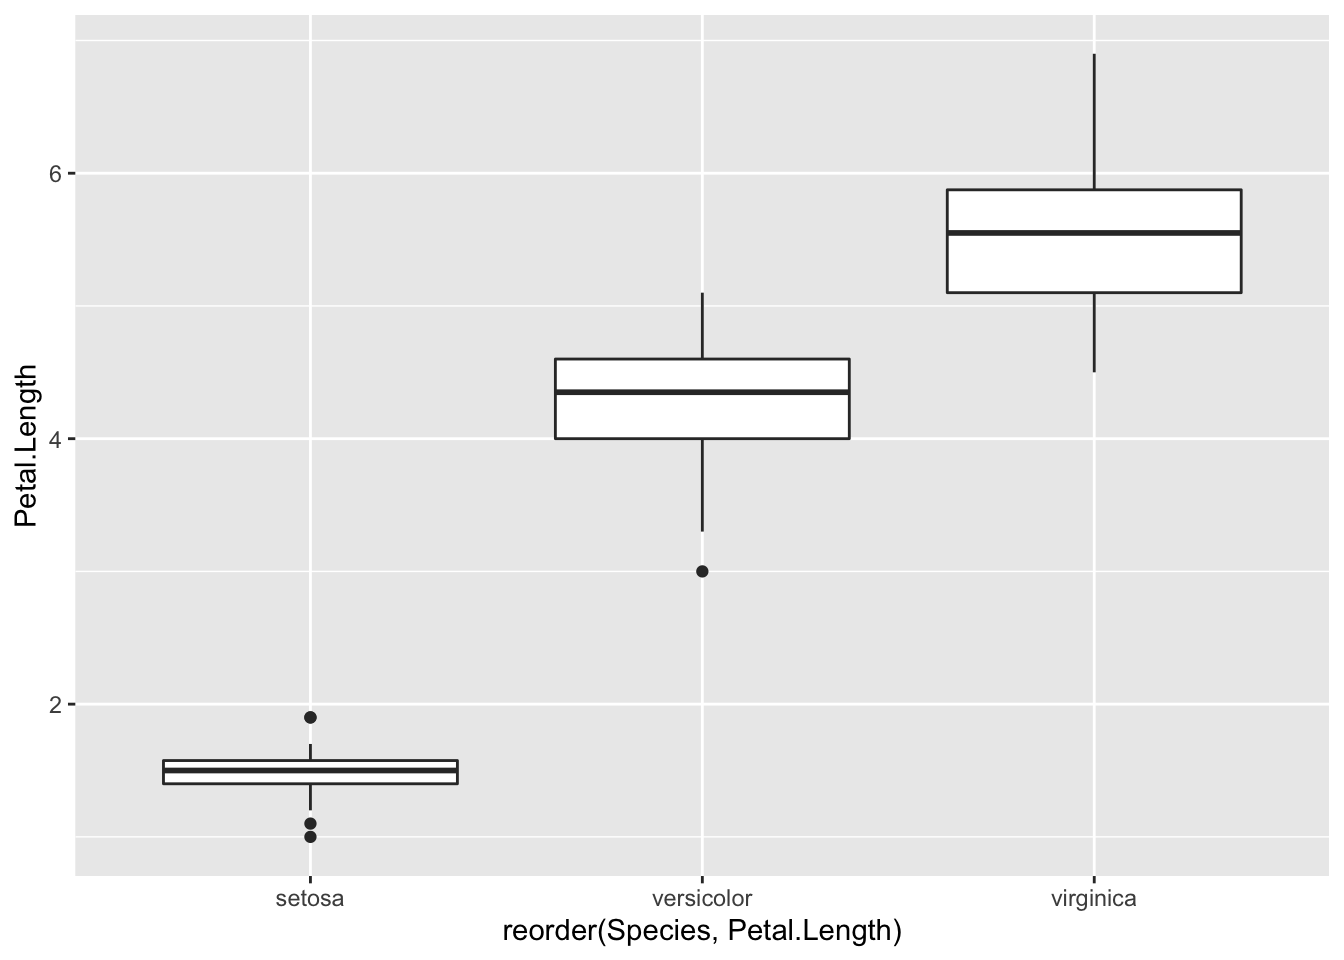 Petal.Length
6
4
2
setosa
versicolor
virginica
reorder(Species, Petal.Length)